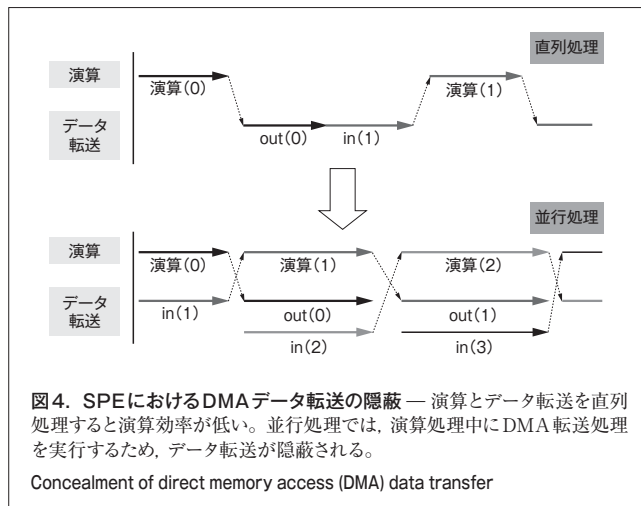 直列処理
演算
演算(0)
演算(1)
データ
転送
out(0)
in(1)
並行処理
演算
演算(0)
演算(1)
演算(2)
データ
転送
in(1)
out(0)
out(1)
in(2)
in(3)
図4. SPEにおけるDMAデータ転送の隠蔽 — 演算とデータ転送を直列
処理すると演算効率が低い。並行処理では, 演算処理中にDMA転送処理
を実行するため, データ転送が隠蔽される。
Concealment of direct memory access (DMA) data transfer